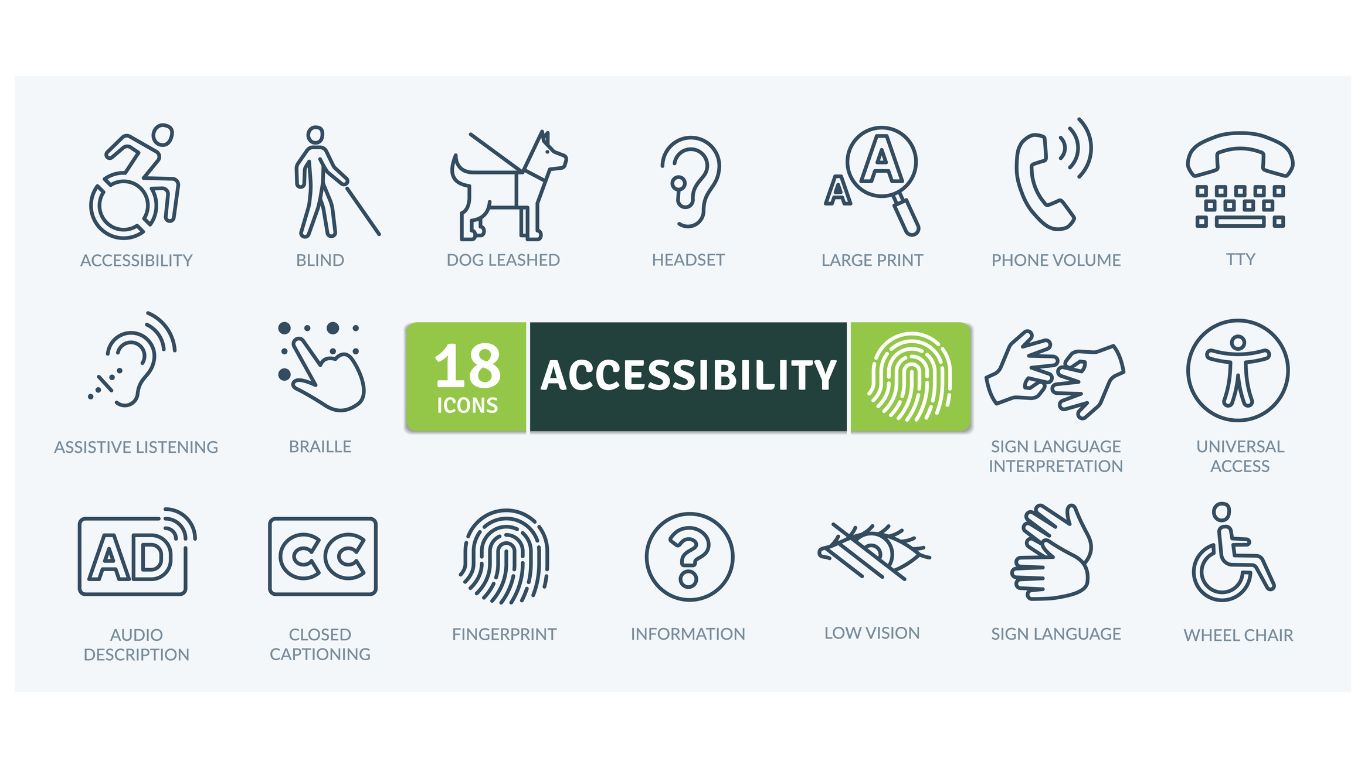 ACCESSIBILITY
BLIND
DOG LEASHED
HEADSET
A A
LARGE PRINT
PHONE VOLUME
TTY
ASSISTIVE LISTENING
BRAILLE
18
ICONS
ACCESSIBILITY
SIGN LANGUAGE
INTERPRETATION
UNIVERSAL
ACCESS
AD
AUDIO
DESCRIPTION
CC
CLOSED
CAPTIONING
FINGERPRINT
?
INFORMATION
LOW VISION
SIGN LANGUAGE
WHEEL CHAIR